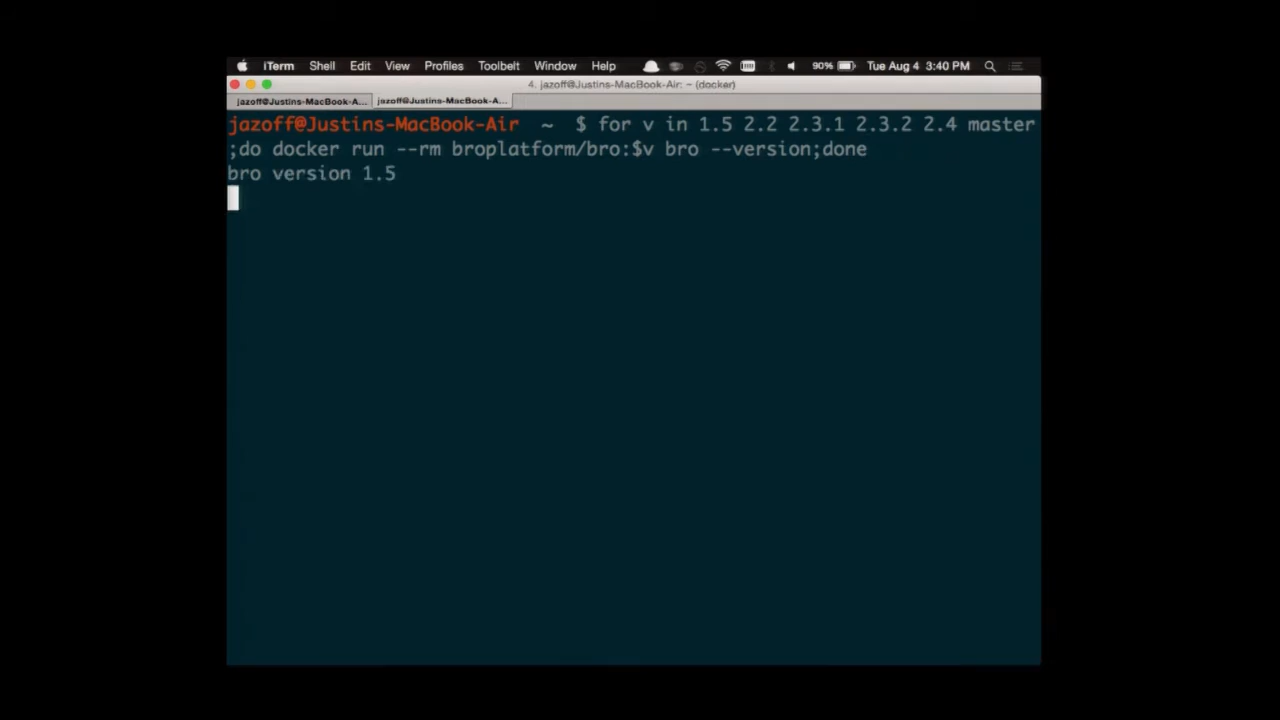 iTerm Shell Edit View Profiles Toolbelt Window Help 90% Tue Aug 4 3:40 PM
4. jazoff@Justins-MacBook-Air: ~ (docker)
jazoff@Justins-MacBook-A... jazoff@Justins-MacBook-A...
jazoff@Justins-MacBook-Air ~ $ for v in 1.5 2.2 2.3.1 2.3.2 2.4 master
;do docker run --rm broplatform/bro:$v bro --version;done
bro version 1.5